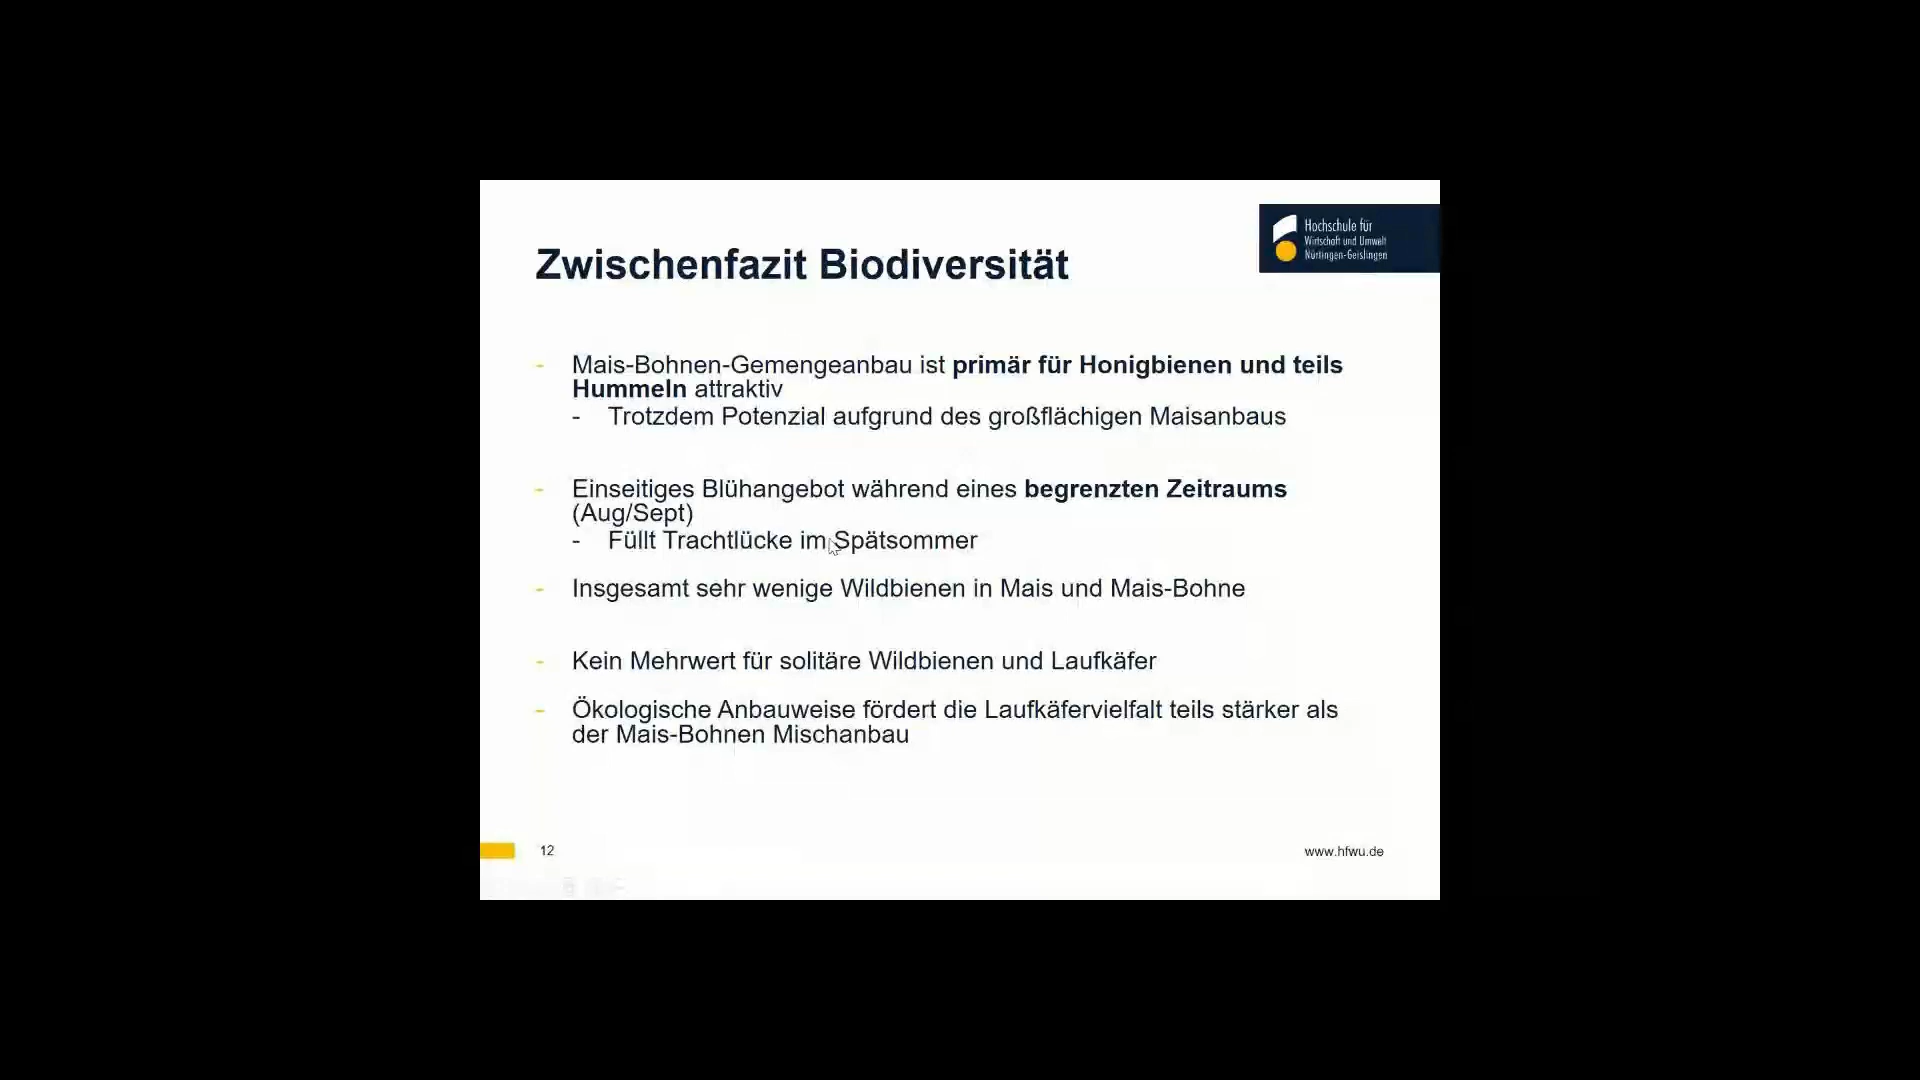 Hochschule für
Wirtschaft und Umwelt
Nürtingen-Geislingen
Zwischenfazit Biodiversität
- Mais-Bohnen-Gemengeanbau ist primär für Honigbienen und teils
Hummeln attraktiv
- Trotzdem Potenzial aufgrund des großflächigen Maisanbaus
- Einseitiges Blühangebot während eines begrenzten Zeitraums
(Aug/Sept)
- Füllt Trachtlücke im Spätsommer
- Insgesamt sehr wenige Wildbienen in Mais und Mais-Bohne
- Kein Mehrwert für solitäre Wildbienen und Laufkäfer
- Ökologische Anbauweise fördert die Laufkäfervielfalt teils stärker als
der Mais-Bohnen Mischanbau
12
www.hfwu.de